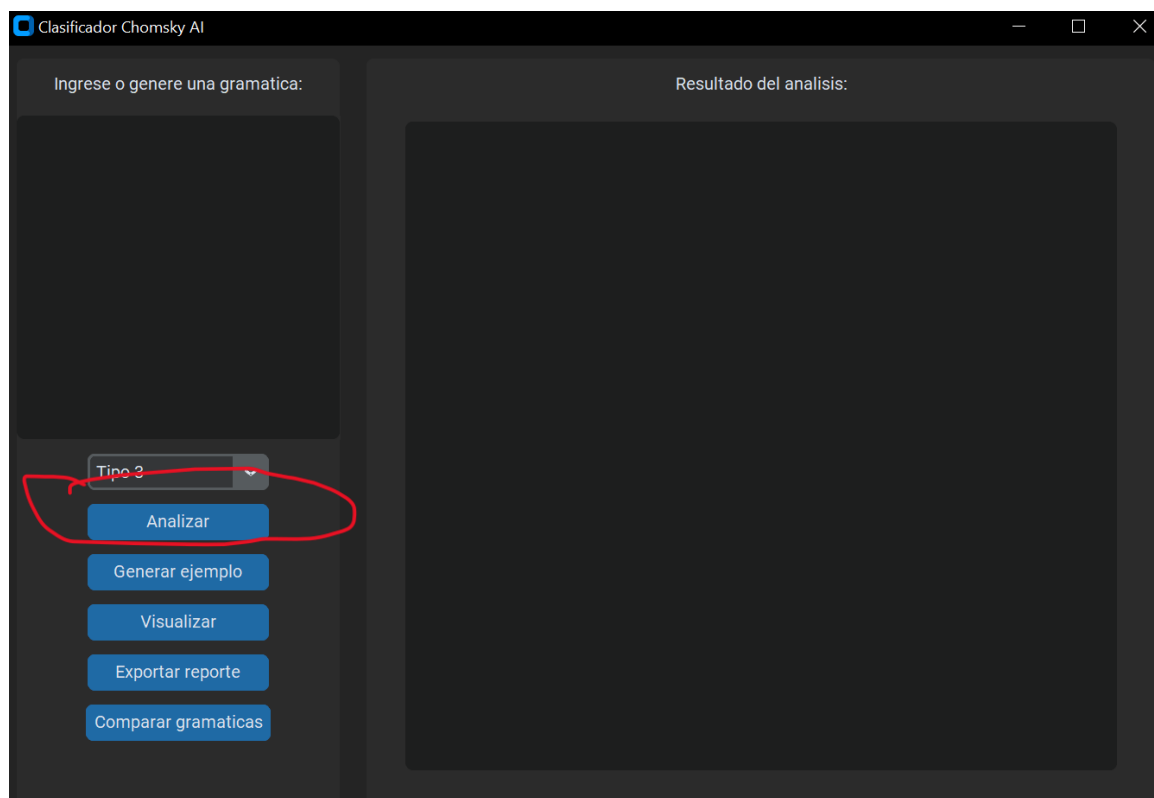 Clasificador Chomsky AI
Ingrese o genere una gramatica:
Resultado del analisis:
Tipo 3
Analizar
Generar ejemplo
Visualizar
Exportar reporte
Comparar gramaticas